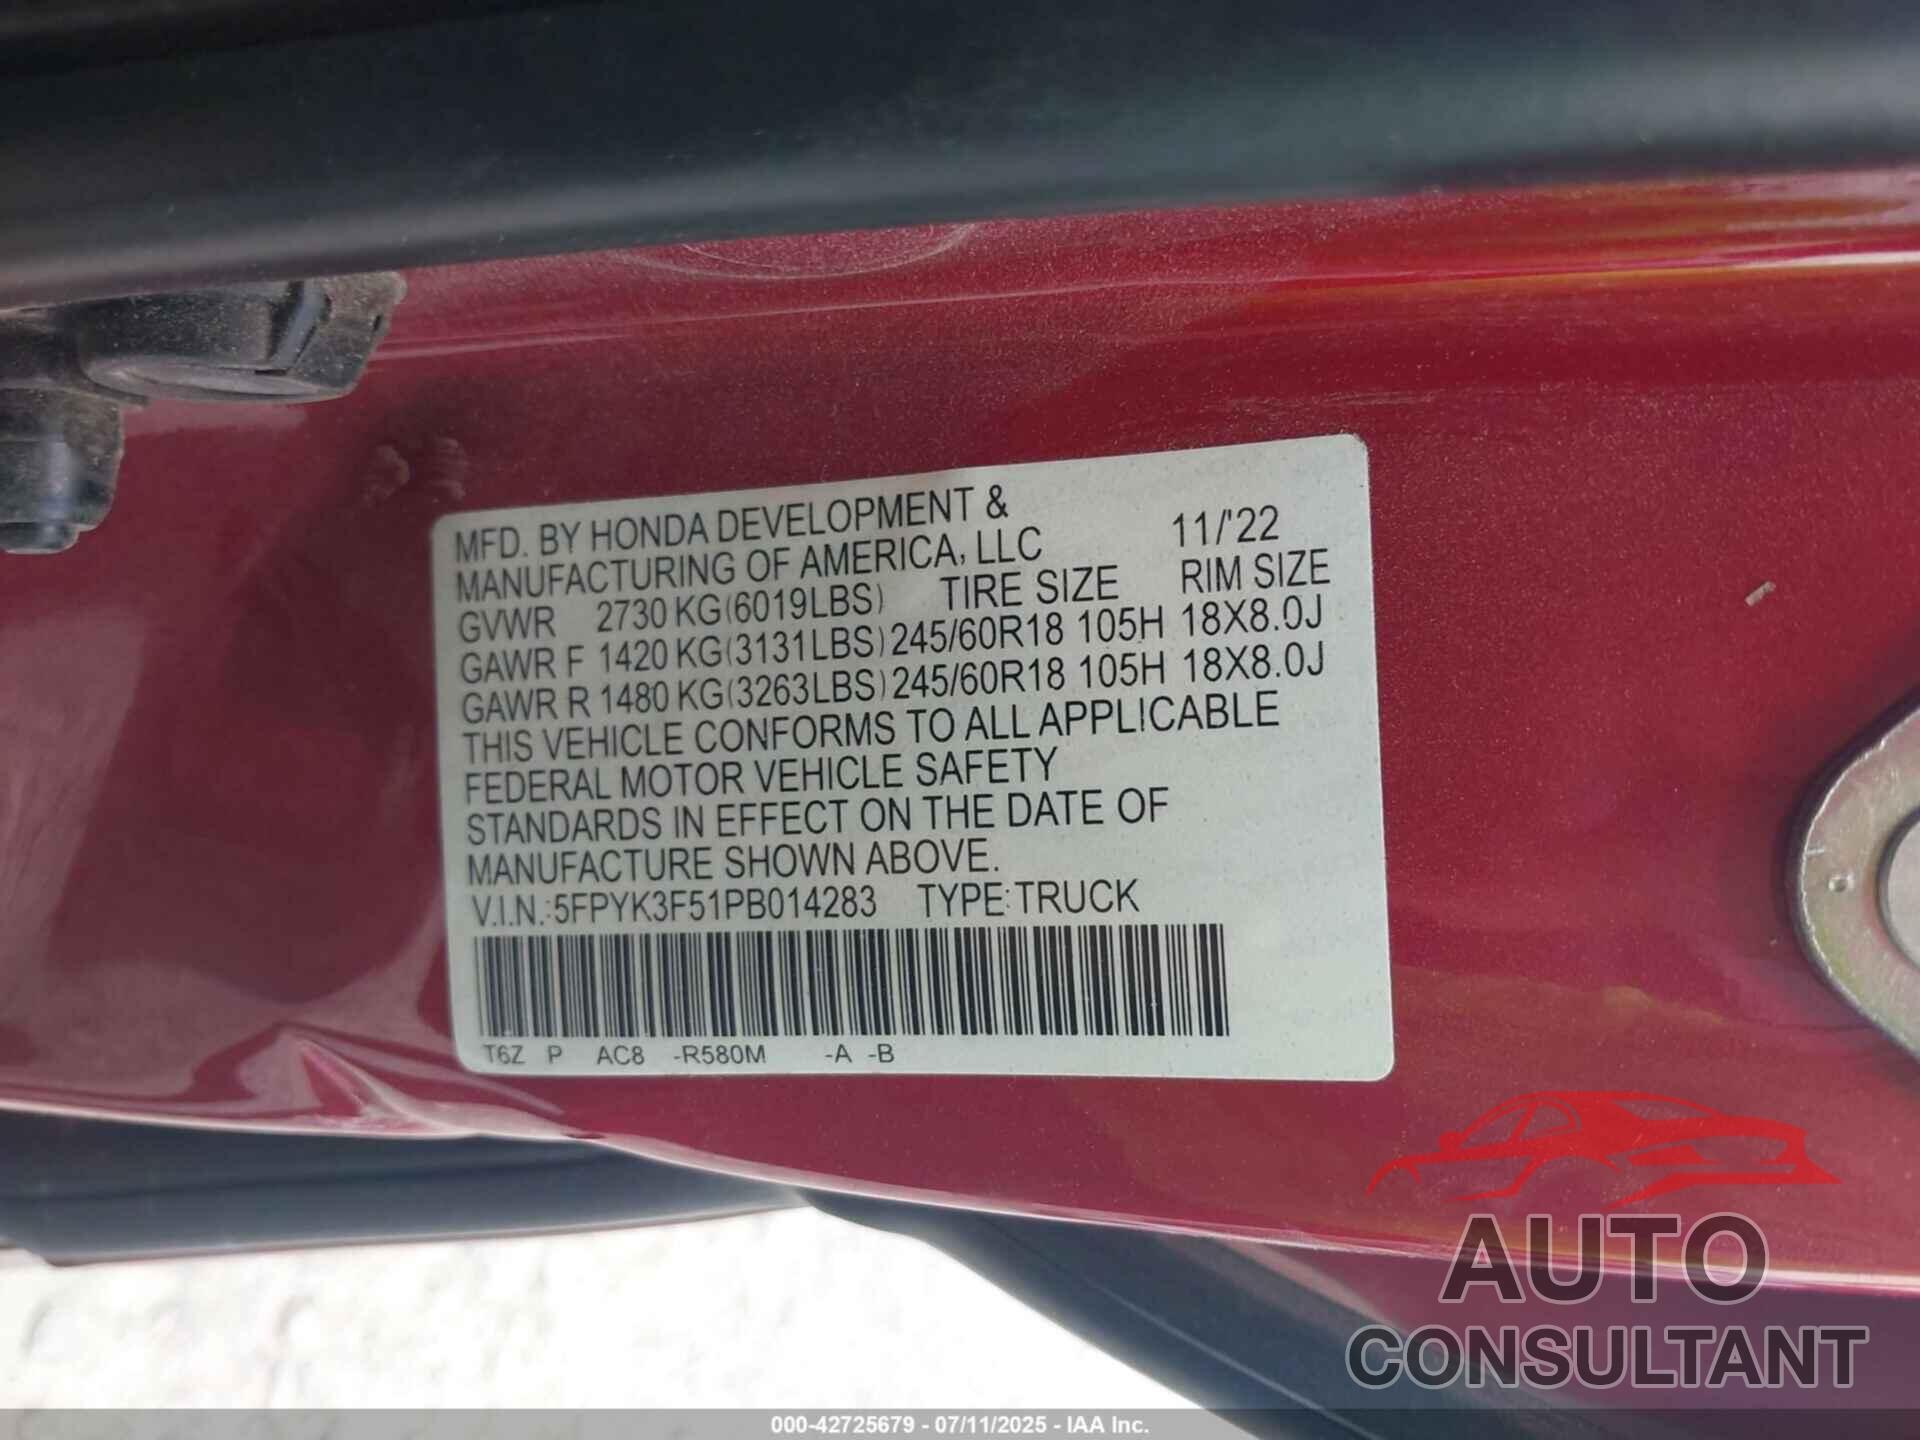 MFD. BY HONDA DEVELOPMENT & 11/'22
MANUFACTURING OF AMERICA, LLC
GVWR 2730 KG(6019LBS) TIRE SIZE RIM SIZE
GAWR F 1420 KG(3131LBS) 245/60R18 105H 18X8.0J
GAWR R 1480 KG(3263LBS) 245/60R18 105H 18X8.0J
THIS VEHICLE CONFORMS TO ALL APPLICABLE
FEDERAL MOTOR VEHICLE SAFETY
STANDARDS IN EFFECT ON THE DATE OF
MANUFACTURE SHOWN ABOVE.
V.I.N.:5FPYK3F51PB014283 TYPE:TRUCK
T6Z P AC8 -R580M -A -B
AUTO
CONSULTANT
000-42725679 - 07/11/2025 - IAA Inc.